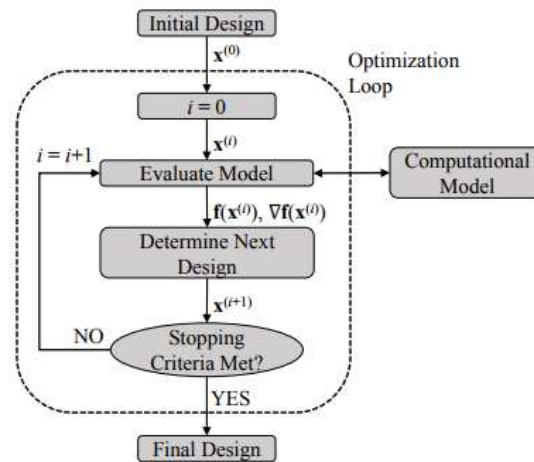 Initial Design
x⁽⁰⁾
Optimization
Loop
i = 0
x⁽ⁱ⁾
i = i+1
Evaluate Model
Computational
Model
f(x⁽ⁱ⁾), ∇f(x⁽ⁱ⁾)
Determine Next
Design
x⁽ⁱ⁺¹⁾
NO
Stopping
Criteria Met?
YES
Final Design